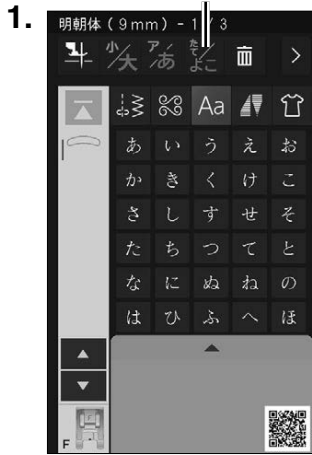 1.
明朝体(9mm)- 1/3
小/大 ア/あ たて/よこ
Aa
あ い う え お
か き く け こ
さ し す せ そ
た ち つ て と
な に ぬ ね の
は ひ ふ へ ほ
F